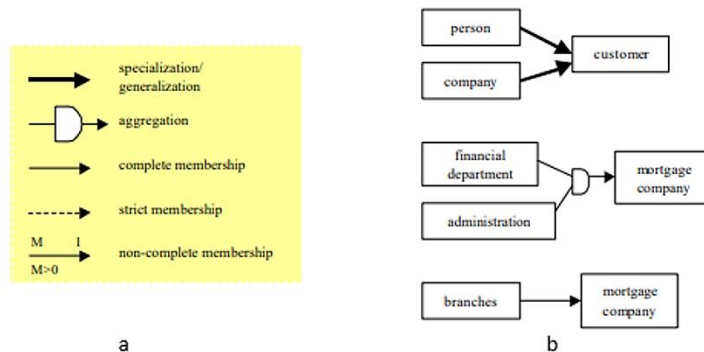 specialization/
generalization
aggregation
complete membership
strict membership
M 1
non-complete membership
M>0
a
person
customer
company
financial
department
mortgage
company
administration
branches
mortgage
company
b